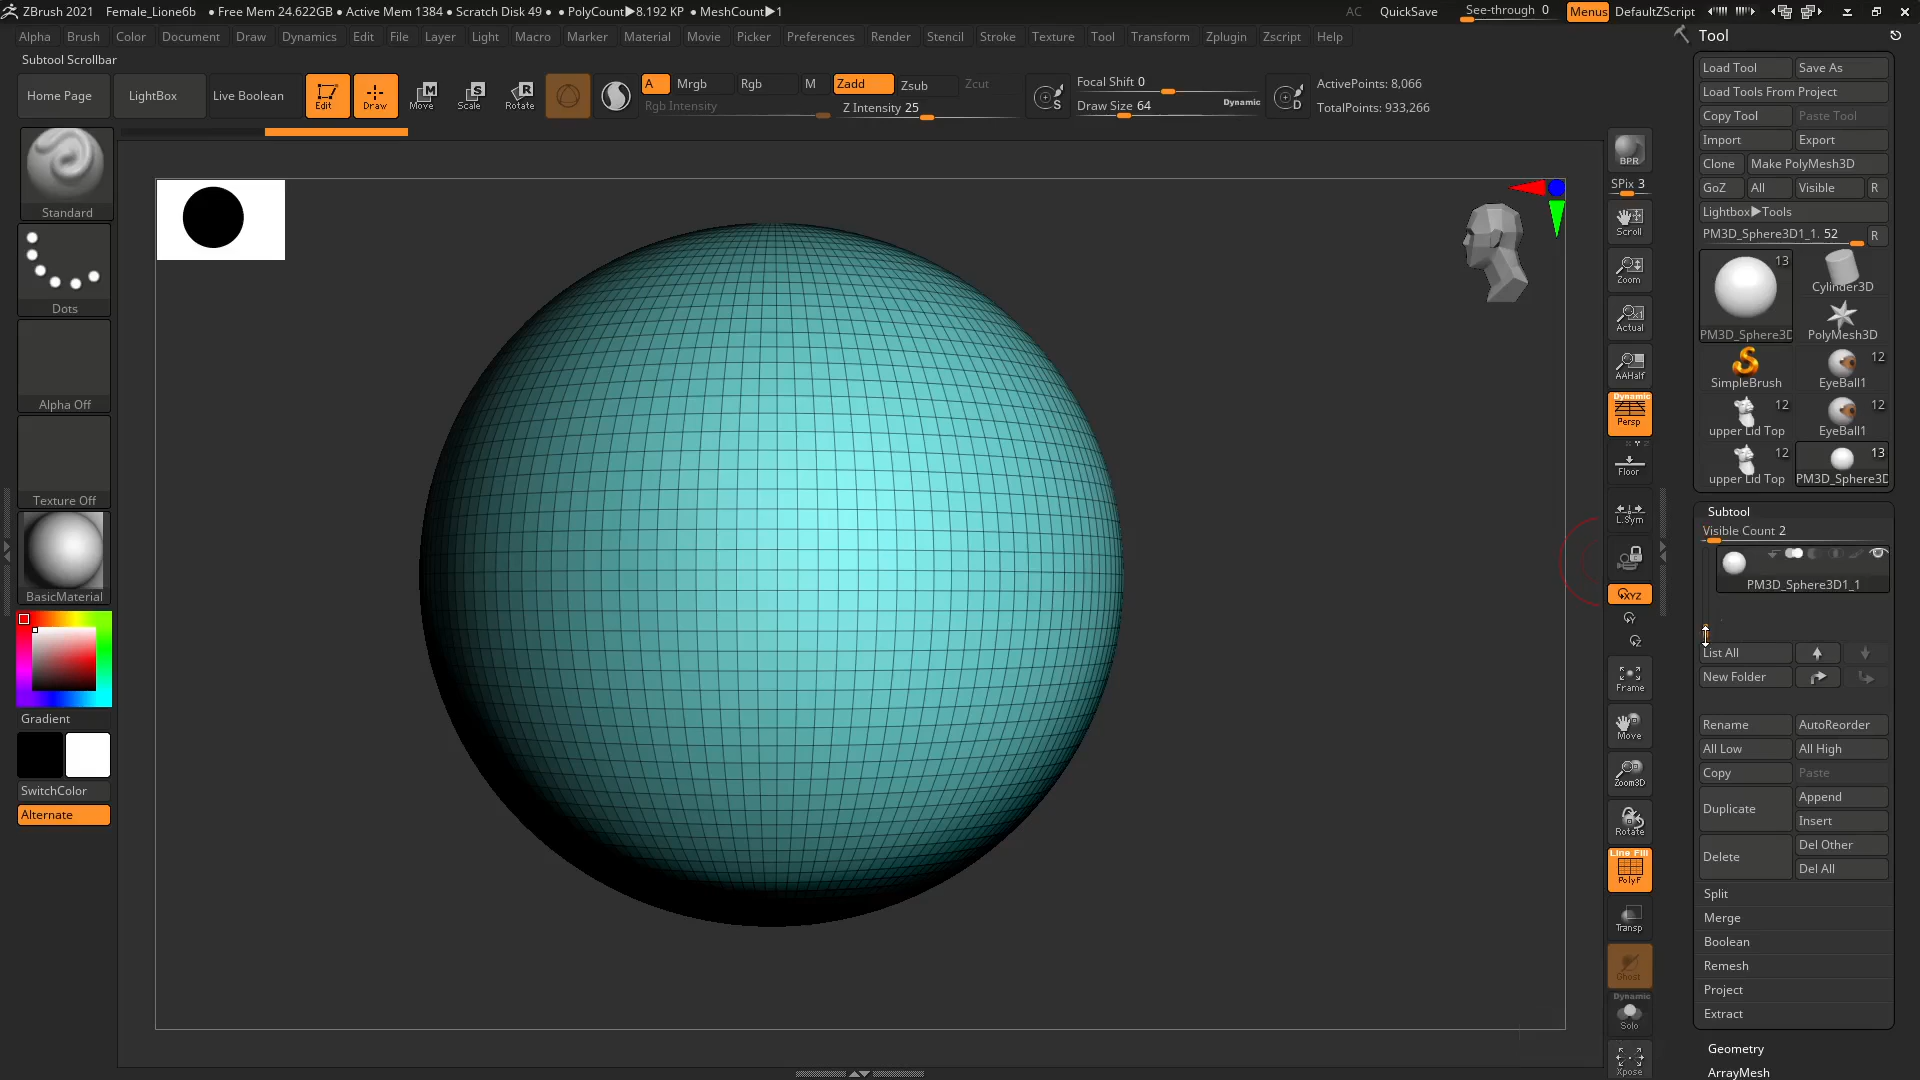 ZBrush 2021 Female_Lione6b • Free Mem 24.622GB • Active Mem 1384 • Scratch Disk 49 • PolyCount▶8.192 KP • MeshCount▶1 AC QuickSave See-through 0 Menus DefaultZScript
Alpha Brush Color Document Draw Dynamics Edit File Layer Light Macro Marker Material Movie Picker Preferences Render Stencil Stroke Texture Tool Transform Zplugin Zscript Help
Subtool Scrollbar
Home Page LightBox Live Boolean Edit Draw Move Scale Rotate
A Mrgb Rgb M Zadd Zsub Zcut
Rgb Intensity Z Intensity 25
Focal Shift 0
Draw Size 64 Dynamic
ActivePoints: 8,066
TotalPoints: 933,266
Standard
Dots
Alpha Off
Texture Off
BasicMaterial
Gradient
SwitchColor
Alternate
BPR
SPix 3
Scroll
Zoom
Actual
AAHalf
Dynamic
Persp
Floor
L.Sym
XYZ
Frame
Move
Zoom3D
Rotate
Line Fill
PolyF
Transp
Ghost
Dynamic
Solo
Xpose
Tool
Load Tool Save As
Load Tools From Project
Copy Tool Paste Tool
Import Export
Clone Make PolyMesh3D
GoZ All Visible R
Lightbox▶Tools
PM3D_Sphere3D1_1. 52 R
13
Cylinder3D
PM3D_Sphere3D PolyMesh3D
12
SimpleBrush EyeBall1
12 12
upper Lid Top EyeBall1
12 13
upper Lid Top PM3D_Sphere3D
Subtool
Visible Count 2
PM3D_Sphere3D1_1
List All
New Folder
Rename AutoReorder
All Low All High
Copy Paste
Duplicate Append
Insert
Delete Del Other
Del All
Split
Merge
Boolean
Remesh
Project
Extract
Geometry
ArrayMesh